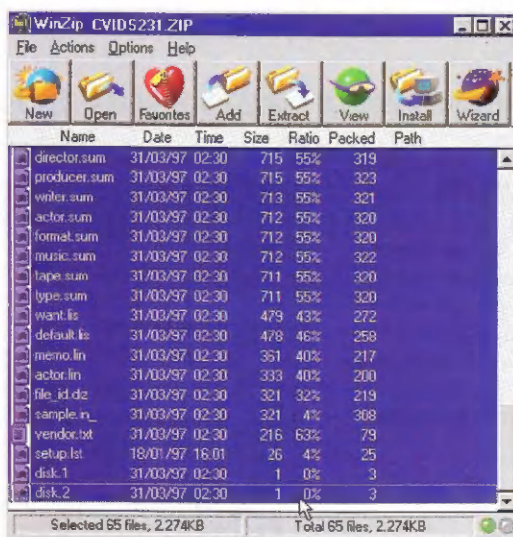 WinZip CVIDS231.ZIP
File Actions Options Help
New Open Favorites Add Extract View Install Wizard
Name Date Time Size Ratio Packed Path
director.sum 31/03/97 02:30 715 55% 319
producer.sum 31/03/97 02:30 715 55% 323
writer.sum 31/03/97 02:30 713 55% 321
actor.sum 31/03/97 02:30 712 55% 320
format.sum 31/03/97 02:30 712 55% 320
music.sum 31/03/97 02:30 712 55% 322
tape.sum 31/03/97 02:30 711 55% 320
type.sum 31/03/97 02:30 711 55% 320
want.lis 31/03/97 02:30 479 43% 272
default.lis 31/03/97 02:30 478 46% 258
memo.lin 31/03/97 02:30 361 40% 217
actor.lin 31/03/97 02:30 333 40% 200
file_id.diz 31/03/97 02:30 321 32% 219
sample.in_ 31/03/97 02:30 321 4% 308
vendor.txt 31/03/97 02:30 216 63% 79
setup.lst 18/01/97 16:01 26 4% 25
disk.1 31/03/97 02:30 1 0% 3
disk.2 31/03/97 02:30 1 0% 3
Selected 65 files, 2.274KB Total 65 files, 2.274KB